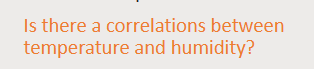 Is there a correlations between
temperature and humidity?